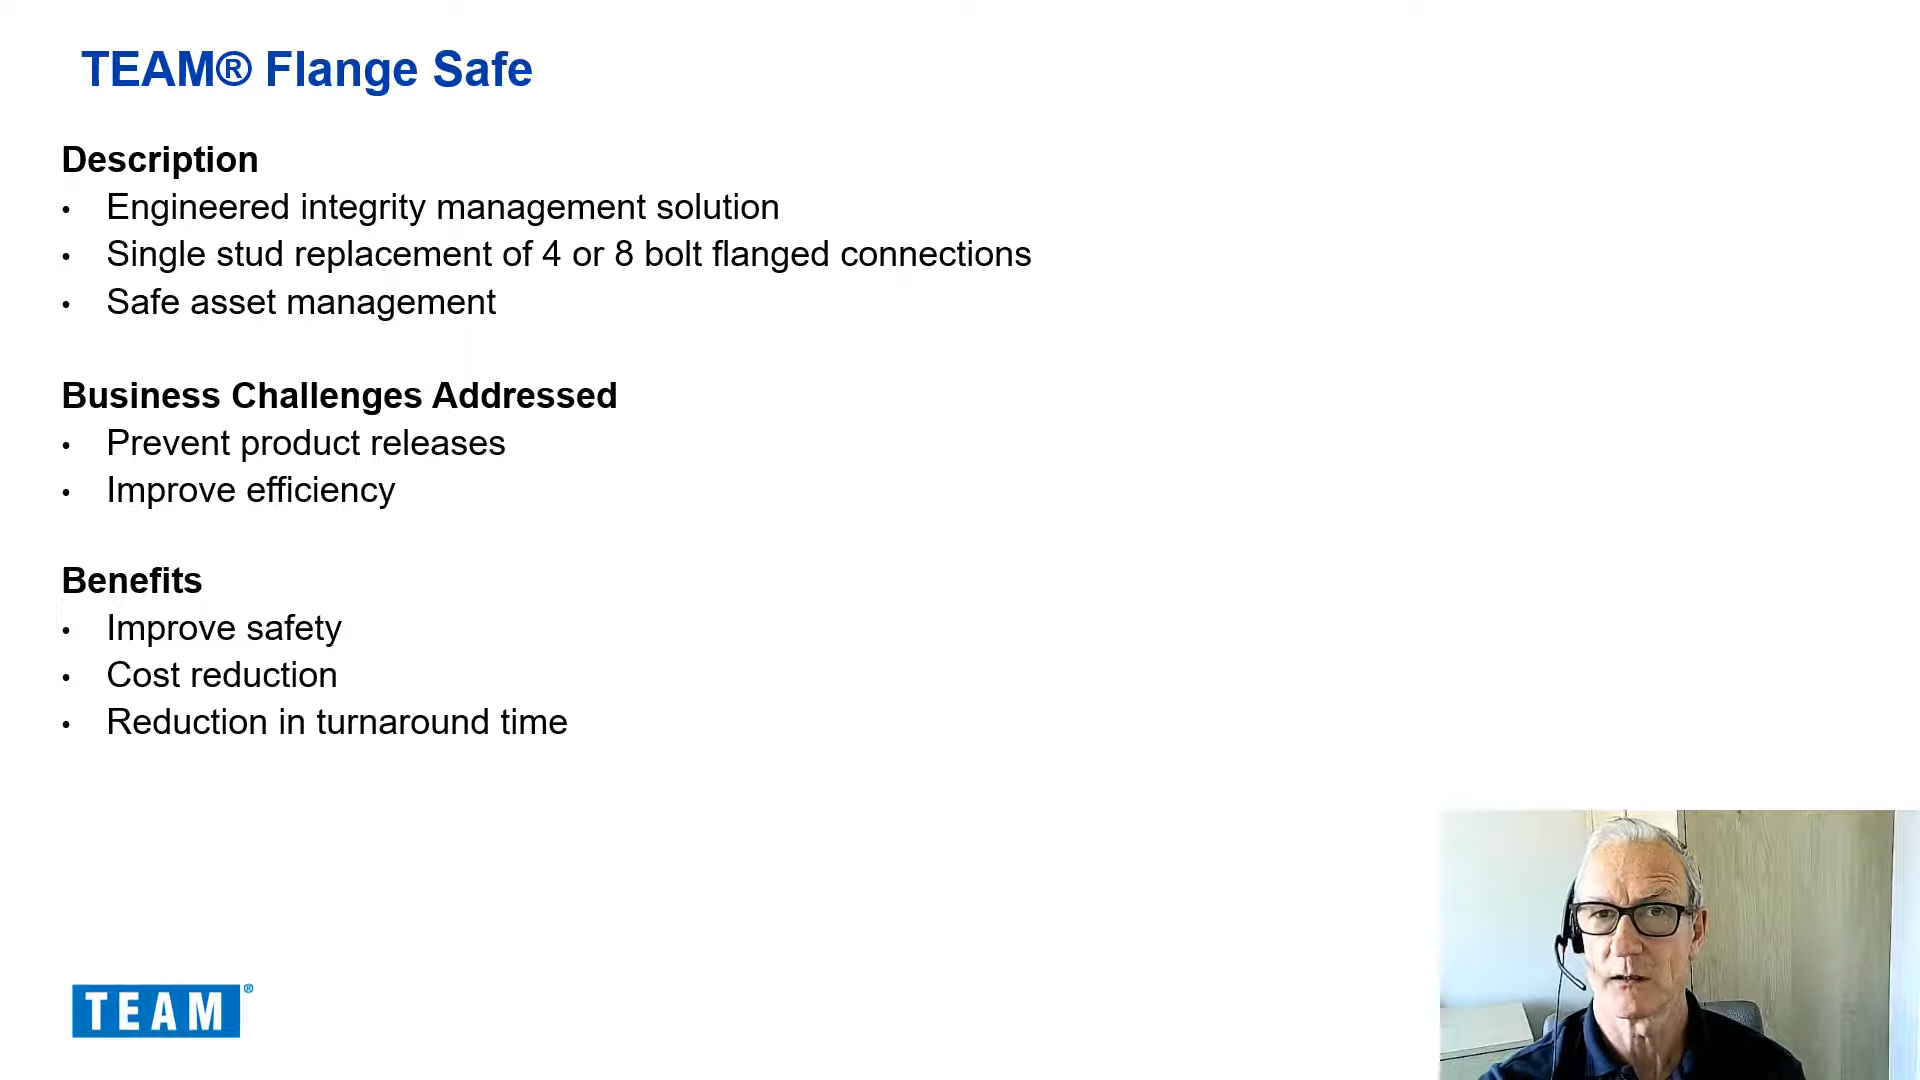 TEAM® Flange Safe
Description
• Engineered integrity management solution
• Single stud replacement of 4 or 8 bolt flanged connections
• Safe asset management
Business Challenges Addressed
• Prevent product releases
• Improve efficiency
Benefits
• Improve safety
• Cost reduction
• Reduction in turnaround time
TEAM®